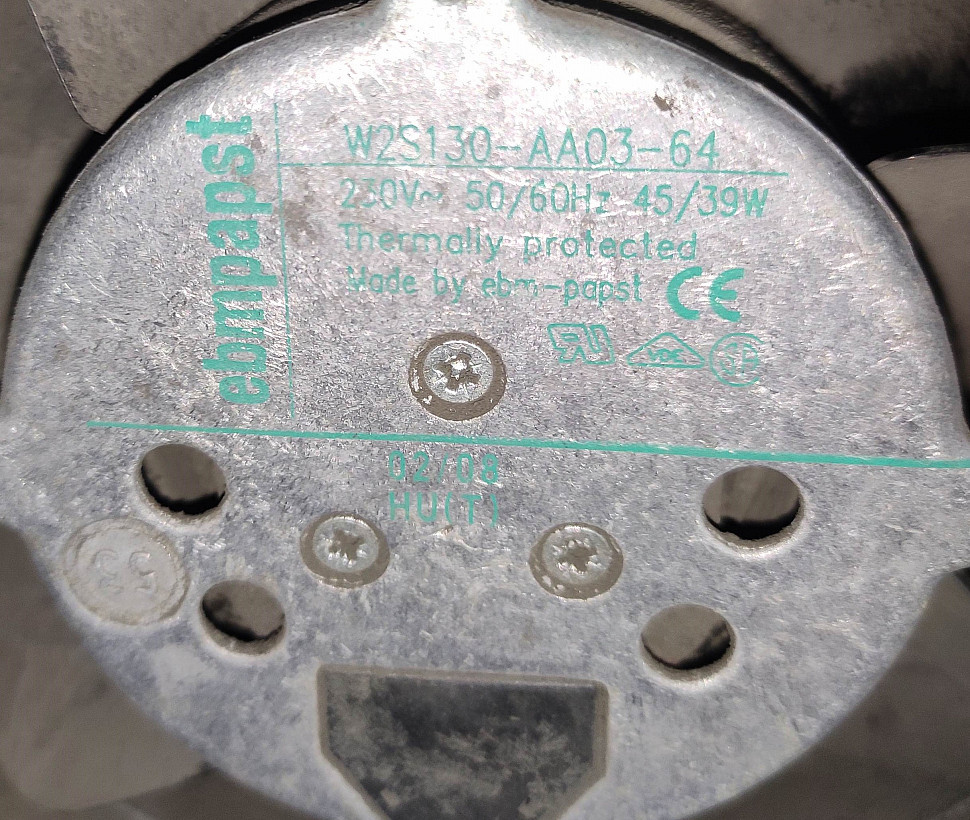 ebmpapst
W2S130-AA03-64
230V~ 50/60Hz 45/39W
Thermally protected
Made by ebm-papst CE
VDE
02/08
HU(T)
53